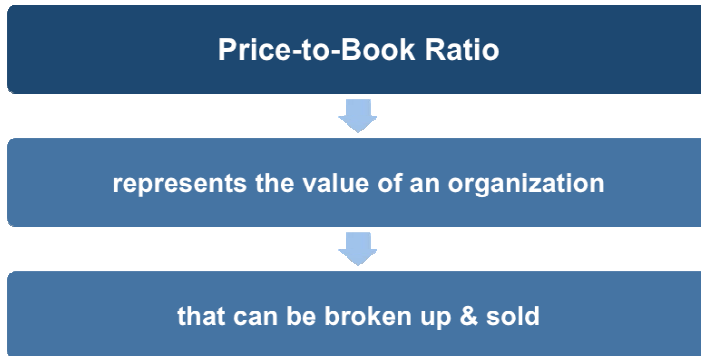 Price-to-Book Ratio
represents the value of an organization
that can be broken up & sold